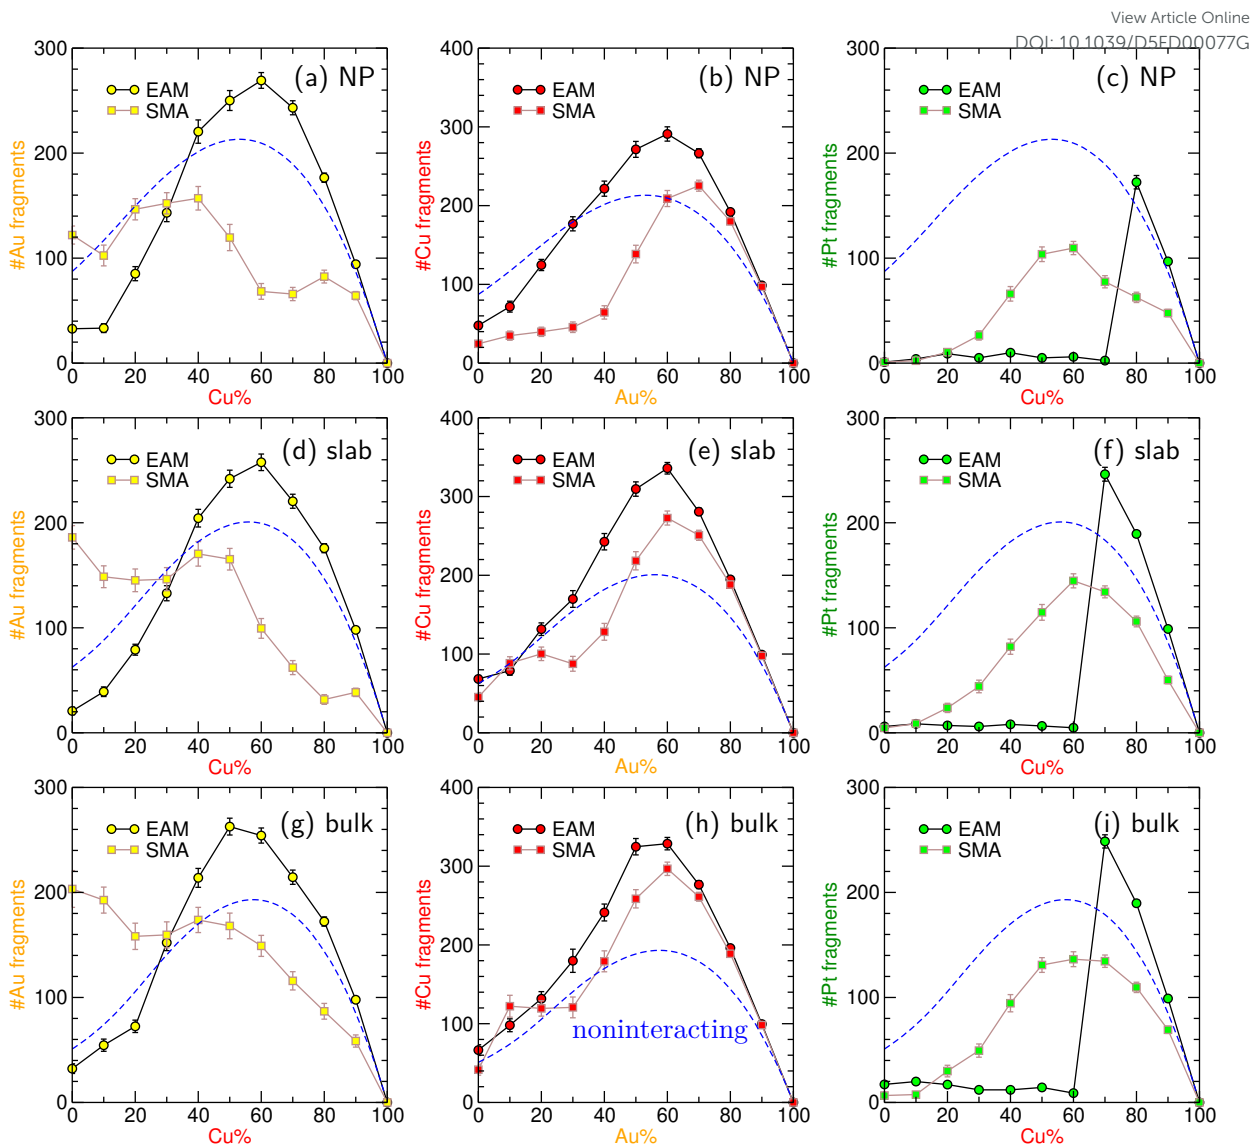 View Article Online
DOI: 10.1039/D5FD00077G
(a) NP
EAM
SMA
#Au fragments
300
200
100
0
0 20 40 60 80 100
Cu%
(b) NP
EAM
SMA
#Cu fragments
400
300
200
100
0
0 20 40 60 80 100
Au%
(c) NP
EAM
SMA
#Pt fragments
300
200
100
0
0 20 40 60 80 100
Cu%
(d) slab
EAM
SMA
#Au fragments
300
200
100
0
0 20 40 60 80 100
Cu%
(e) slab
EAM
SMA
#Cu fragments
400
300
200
100
0
0 20 40 60 80 100
Au%
(f) slab
EAM
SMA
#Pt fragments
300
200
100
0
0 20 40 60 80 100
Cu%
(g) bulk
EAM
SMA
#Au fragments
300
200
100
0
0 20 40 60 80 100
Cu%
(h) bulk
EAM
SMA
noninteracting
#Cu fragments
400
300
200
100
0
0 20 40 60 80 100
Au%
(i) bulk
EAM
SMA
#Pt fragments
300
200
100
0
0 20 40 60 80 100
Cu%